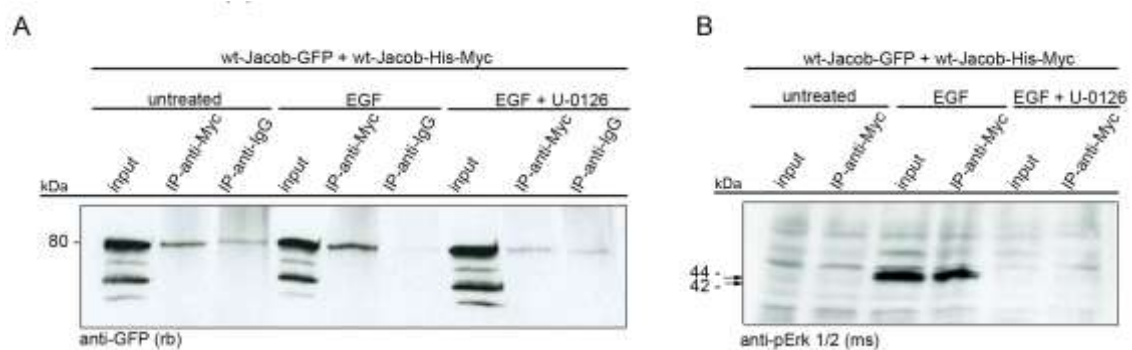 A
wt-Jacob-GFP + wt-Jacob-His-Myc
untreated EGF EGF + U-0126
input IP-anti-Myc IP-anti-IgG input IP-anti-Myc IP-anti-IgG input IP-anti-Myc IP-anti-IgG
kDa
80 -
anti-GFP (rb)
B
wt-Jacob-GFP + wt-Jacob-His-Myc
untreated EGF EGF + U-0126
input IP-anti-Myc input IP-anti-Myc input IP-anti-Myc
kDa
44 -
42 -
anti-pErk 1/2 (ms)